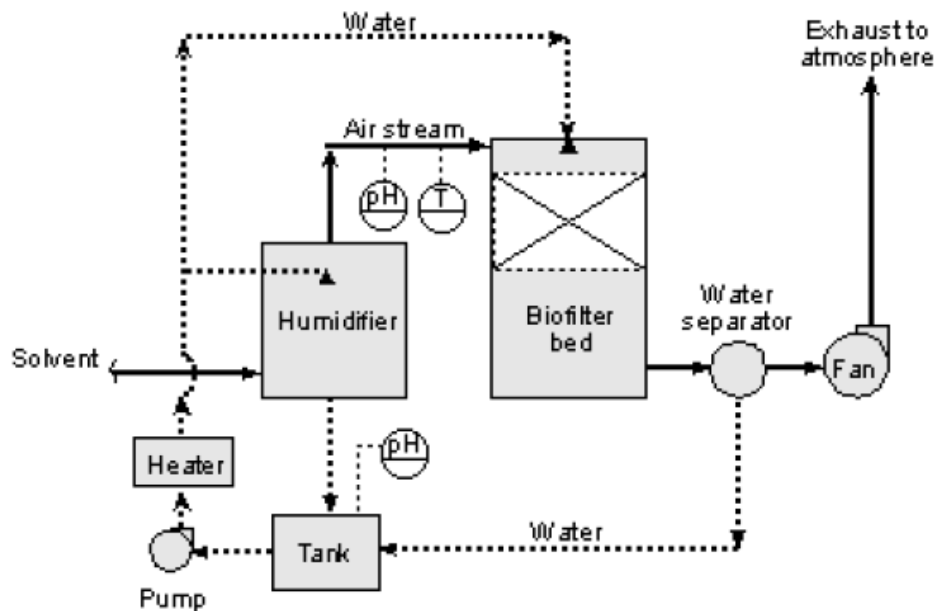 Water
Exhaust to
atmosphere
Air stream
pH
T
Humidifier
Biofilter
bed
Water
separator
Solvent
Fan
pH
Heater
Tank
Water
Pump